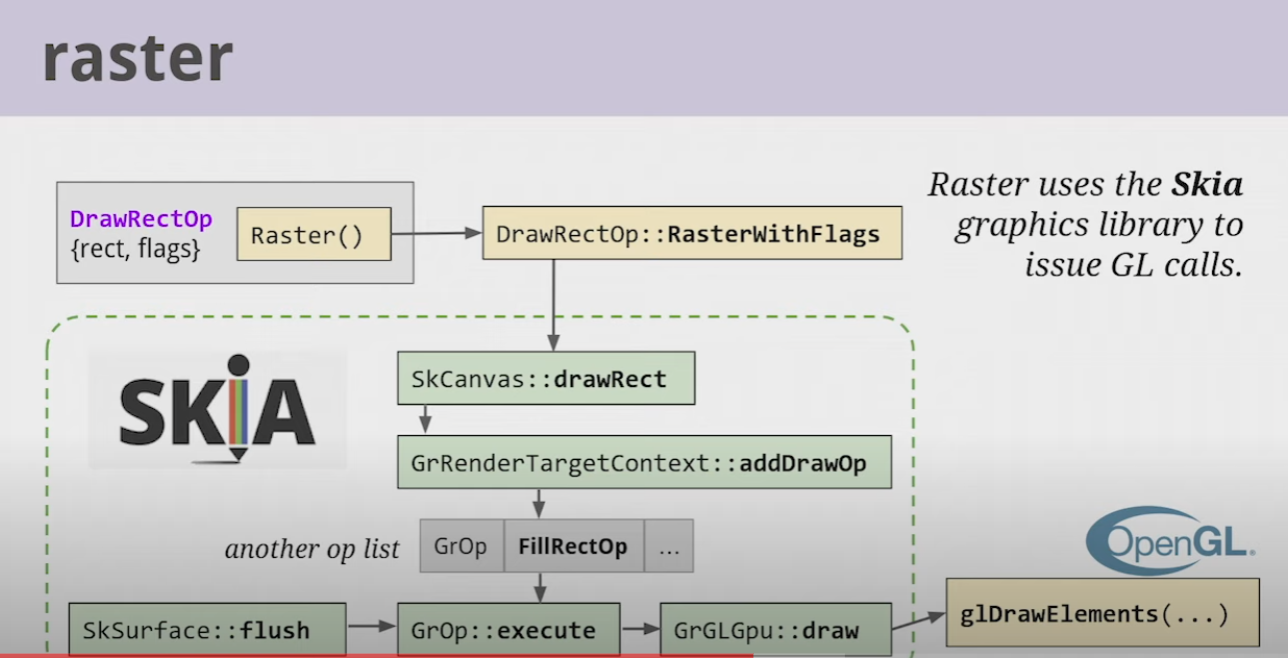 raster
DrawRectOp
{rect, flags}
Raster()
DrawRectOp::RasterWithFlags
Raster uses the Skia
graphics library to
issue GL calls.
SKiA
SkCanvas::drawRect
GrRenderTargetContext::addDrawOp
another op list
GrOp
FillRectOp
...
OpenGL.
SkSurface::flush
GrOp::execute
GrGLGpu::draw
glDrawElements(...)